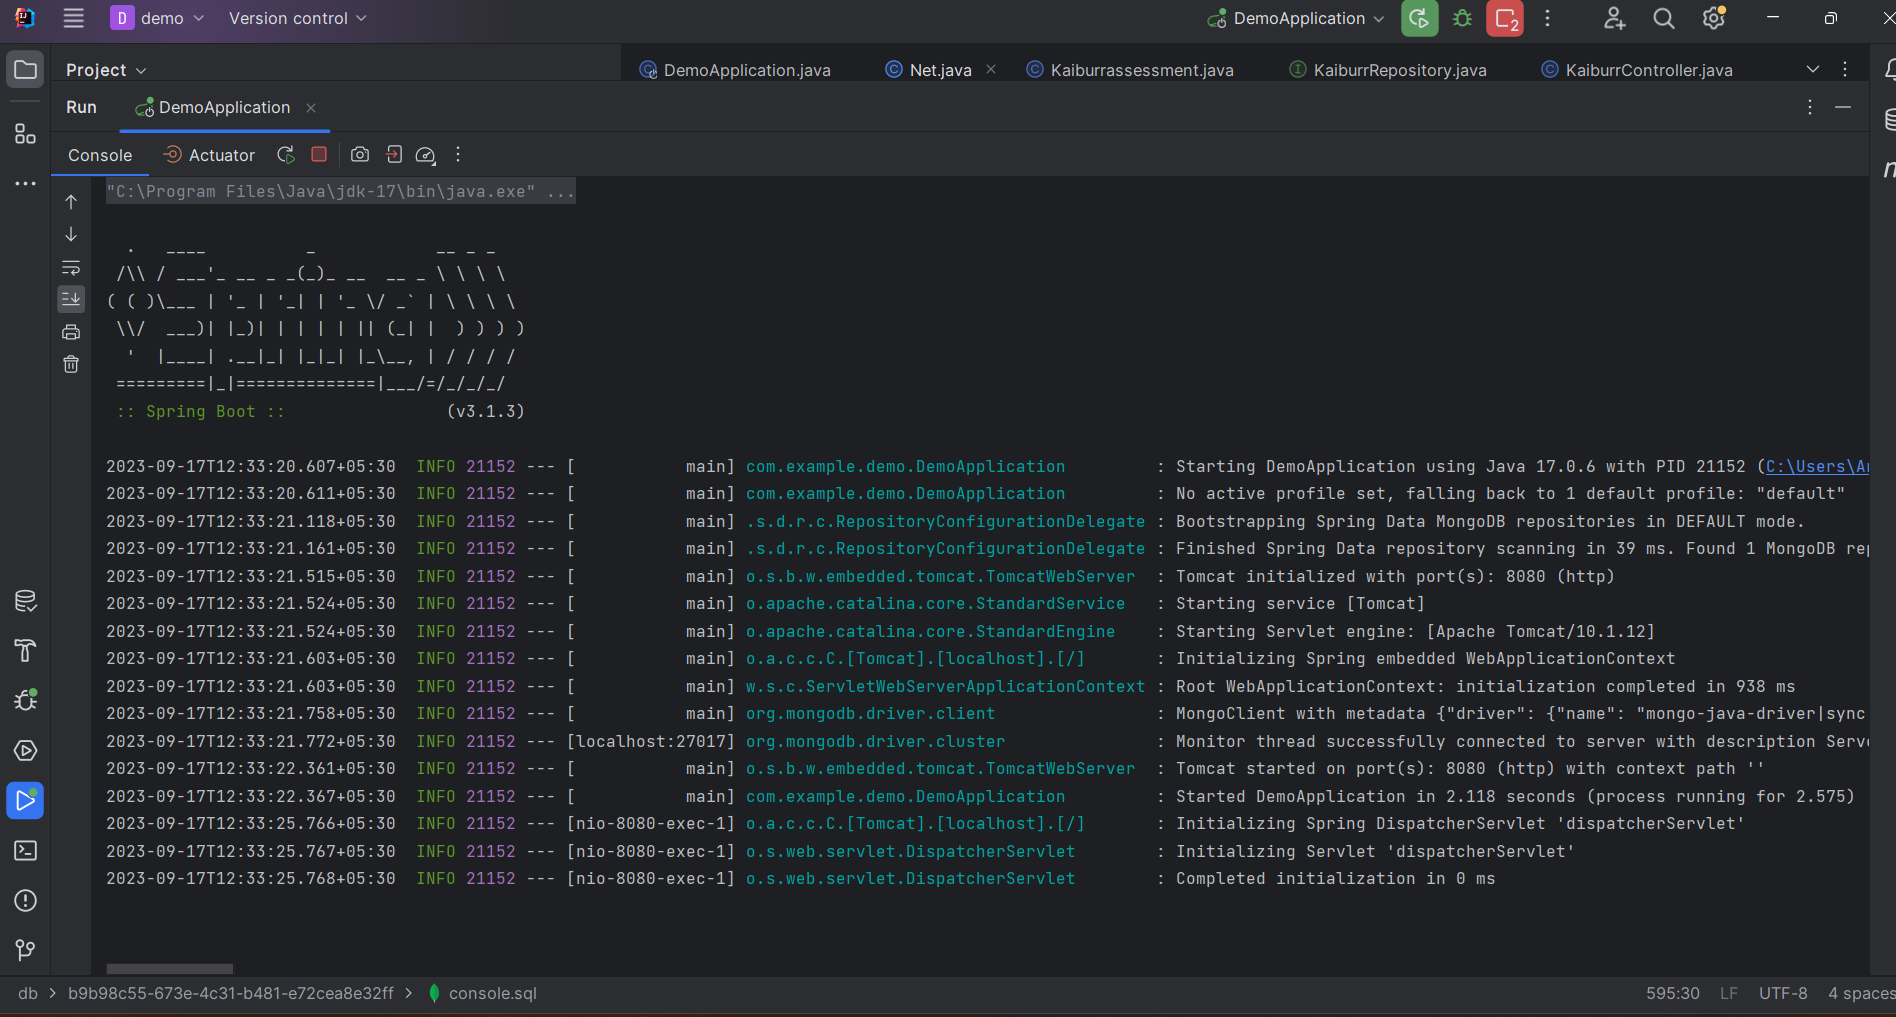 D demo Version control DemoApplication 2
Project DemoApplication.java Net.java Kaiburrassessment.java KaiburrRepository.java KaiburrController.java
Run DemoApplication
Console Actuator
"C:\Program Files\Java\jdk-17\bin\java.exe" ...
  .   ____          _            __ _ _
 /\\ / ___'_ __ _ _(_)_ __  __ _ \ \ \ \
( ( )\___ | '_ | '_| | '_ \/ _` | \ \ \ \
 \\/  ___)| |_)| | | | | || (_| |  ) ) ) )
  '  |____| .__|_| |_|_| |_\__, | / / / /
 =========|_|==============|___/=/_/_/_/
 :: Spring Boot ::                (v3.1.3)
2023-09-17T12:33:20.607+05:30  INFO 21152 --- [           main] com.example.demo.DemoApplication         : Starting DemoApplication using Java 17.0.6 with PID 21152 (C:\Users\A
2023-09-17T12:33:20.611+05:30  INFO 21152 --- [           main] com.example.demo.DemoApplication         : No active profile set, falling back to 1 default profile: "default"
2023-09-17T12:33:21.118+05:30  INFO 21152 --- [           main] .s.d.r.c.RepositoryConfigurationDelegate : Bootstrapping Spring Data MongoDB repositories in DEFAULT mode.
2023-09-17T12:33:21.161+05:30  INFO 21152 --- [           main] .s.d.r.c.RepositoryConfigurationDelegate : Finished Spring Data repository scanning in 39 ms. Found 1 MongoDB rep
2023-09-17T12:33:21.515+05:30  INFO 21152 --- [           main] o.s.b.w.embedded.tomcat.TomcatWebServer  : Tomcat initialized with port(s): 8080 (http)
2023-09-17T12:33:21.524+05:30  INFO 21152 --- [           main] o.apache.catalina.core.StandardService   : Starting service [Tomcat]
2023-09-17T12:33:21.524+05:30  INFO 21152 --- [           main] o.apache.catalina.core.StandardEngine    : Starting Servlet engine: [Apache Tomcat/10.1.12]
2023-09-17T12:33:21.603+05:30  INFO 21152 --- [           main] o.a.c.c.C.[Tomcat].[localhost].[/]       : Initializing Spring embedded WebApplicationContext
2023-09-17T12:33:21.603+05:30  INFO 21152 --- [           main] w.s.c.ServletWebServerApplicationContext : Root WebApplicationContext: initialization completed in 938 ms
2023-09-17T12:33:21.758+05:30  INFO 21152 --- [           main] org.mongodb.driver.client                : MongoClient with metadata {"driver": {"name": "mongo-java-driver|sync
2023-09-17T12:33:21.772+05:30  INFO 21152 --- [localhost:27017] org.mongodb.driver.cluster               : Monitor thread successfully connected to server with description Serv
2023-09-17T12:33:22.361+05:30  INFO 21152 --- [           main] o.s.b.w.embedded.tomcat.TomcatWebServer  : Tomcat started on port(s): 8080 (http) with context path ''
2023-09-17T12:33:22.367+05:30  INFO 21152 --- [           main] com.example.demo.DemoApplication         : Started DemoApplication in 2.118 seconds (process running for 2.575)
2023-09-17T12:33:25.766+05:30  INFO 21152 --- [nio-8080-exec-1] o.a.c.c.C.[Tomcat].[localhost].[/]       : Initializing Spring DispatcherServlet 'dispatcherServlet'
2023-09-17T12:33:25.767+05:30  INFO 21152 --- [nio-8080-exec-1] o.s.web.servlet.DispatcherServlet        : Initializing Servlet 'dispatcherServlet'
2023-09-17T12:33:25.768+05:30  INFO 21152 --- [nio-8080-exec-1] o.s.web.servlet.DispatcherServlet        : Completed initialization in 0 ms
db > b9b98c55-673e-4c31-b481-e72cea8e32ff > console.sql 595:30 LF UTF-8 4 spaces